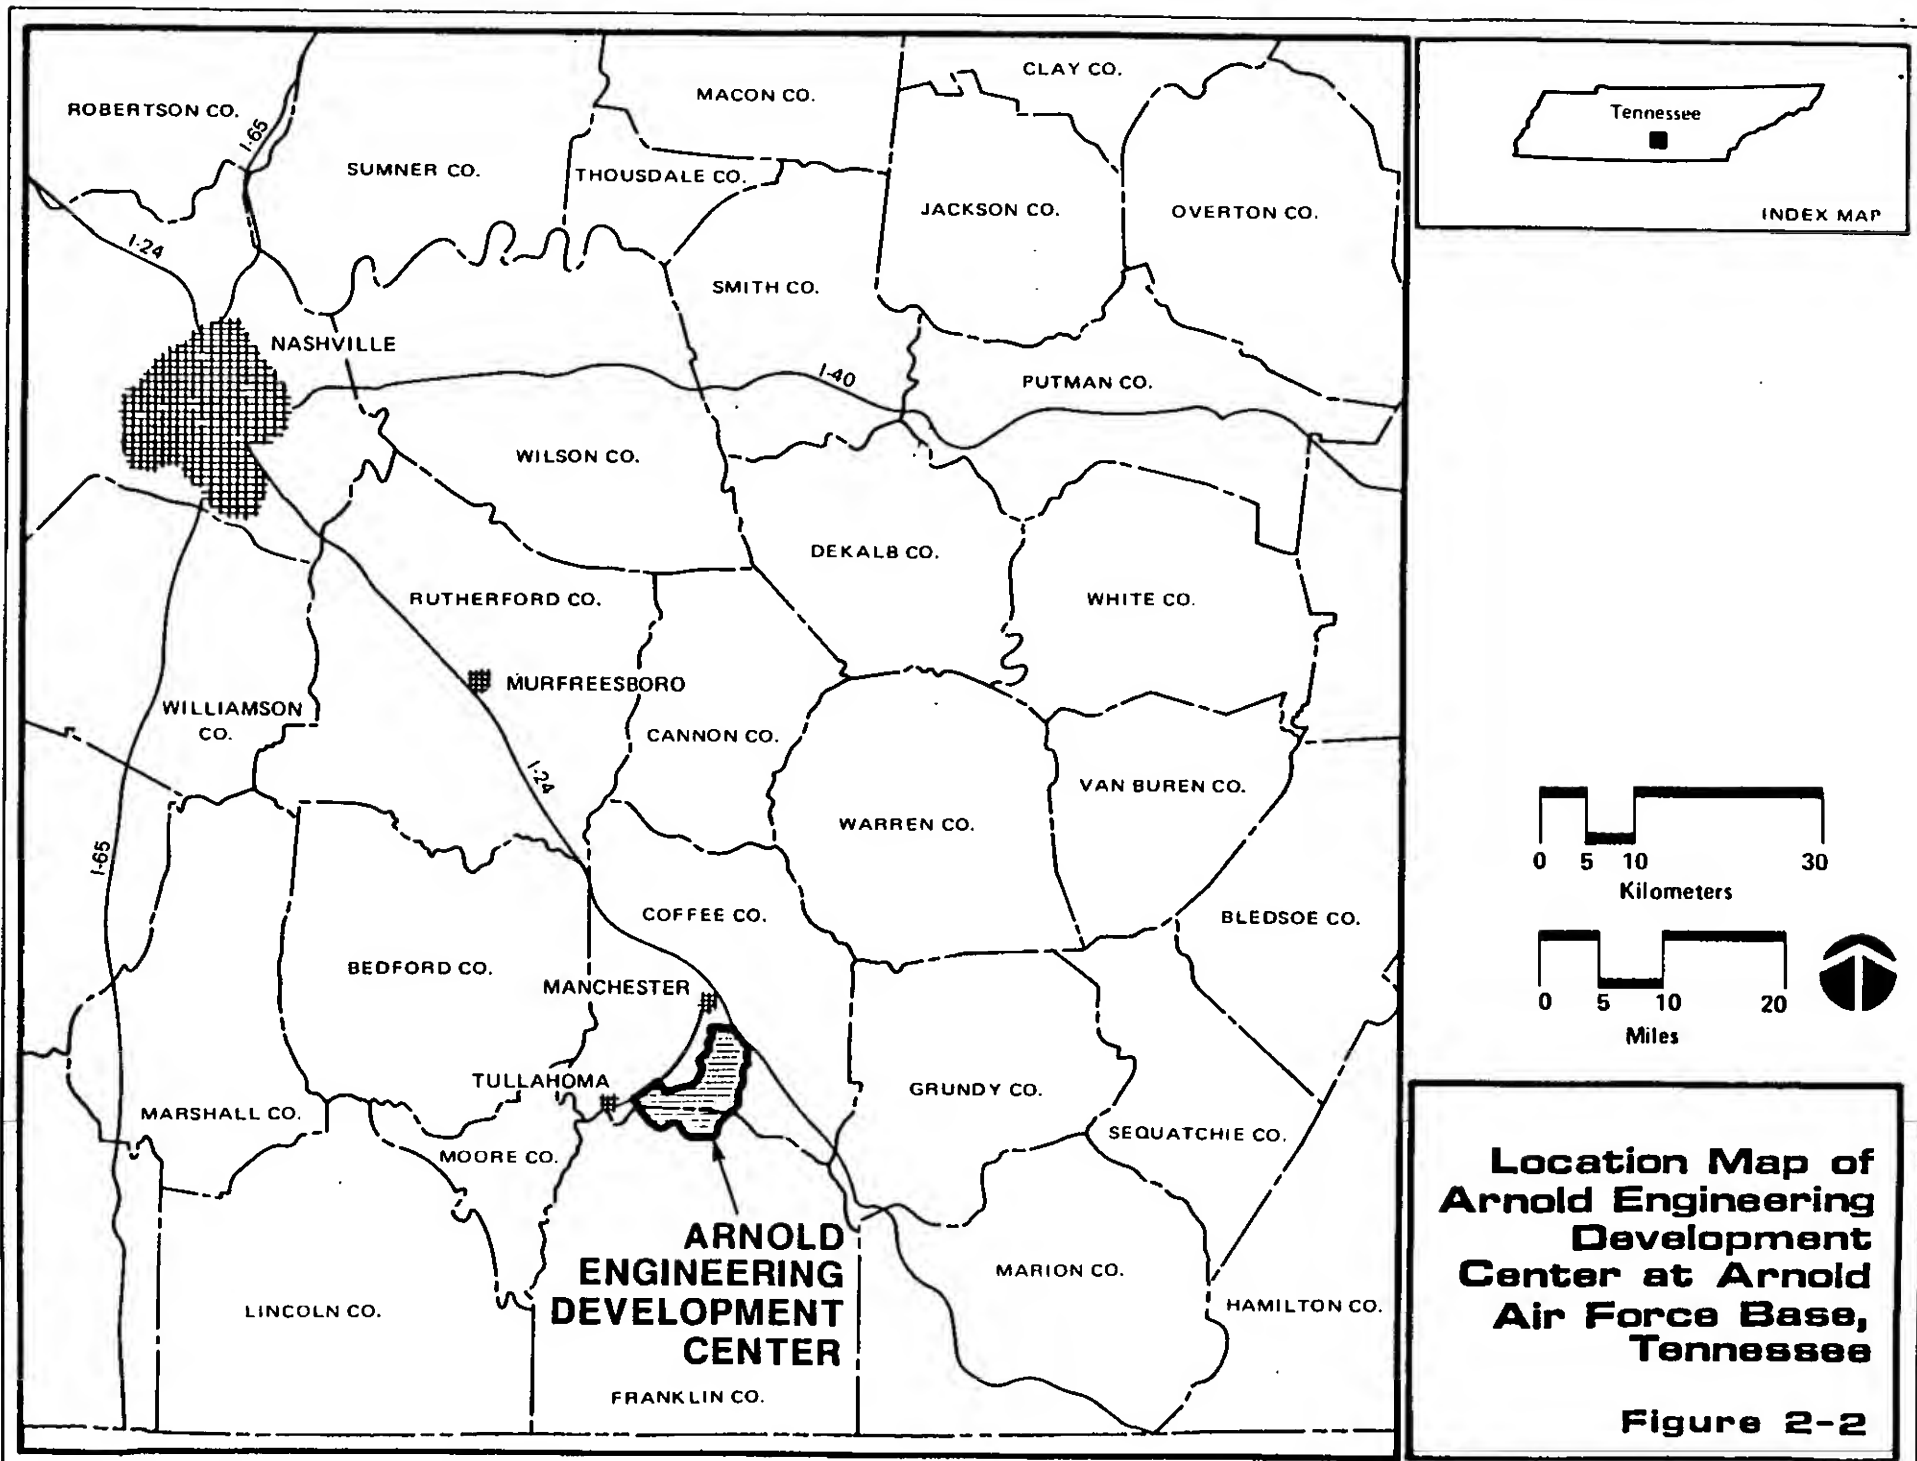 CLAY CO.
MACON CO.
ROBERTSON CO.
I-65
SUMNER CO.
THOUSDALE CO.
JACKSON CO.
OVERTON CO.
I-24
SMITH CO.
NASHVILLE
I-40
PUTMAN CO.
WILSON CO.
DEKALB CO.
RUTHERFORD CO.
WHITE CO.
MURFREESBORO
WILLIAMSON
CO.
CANNON CO.
I-24
VAN BUREN CO.
WARREN CO.
I-65
COFFEE CO.
BLEDSOE CO.
BEDFORD CO.
MANCHESTER
TULLAHOMA
GRUNDY CO.
MARSHALL CO.
SEQUATCHIE CO.
MOORE CO.
ARNOLD
ENGINEERING
DEVELOPMENT
CENTER
MARION CO.
HAMILTON CO.
LINCOLN CO.
FRANKLIN CO.
Tennessee
INDEX MAP
0 5 10 30
Kilometers
0 5 10 20
Miles
Location Map of
Arnold Engineering
Development
Center at Arnold
Air Force Base,
Tennessee
Figure 2-2